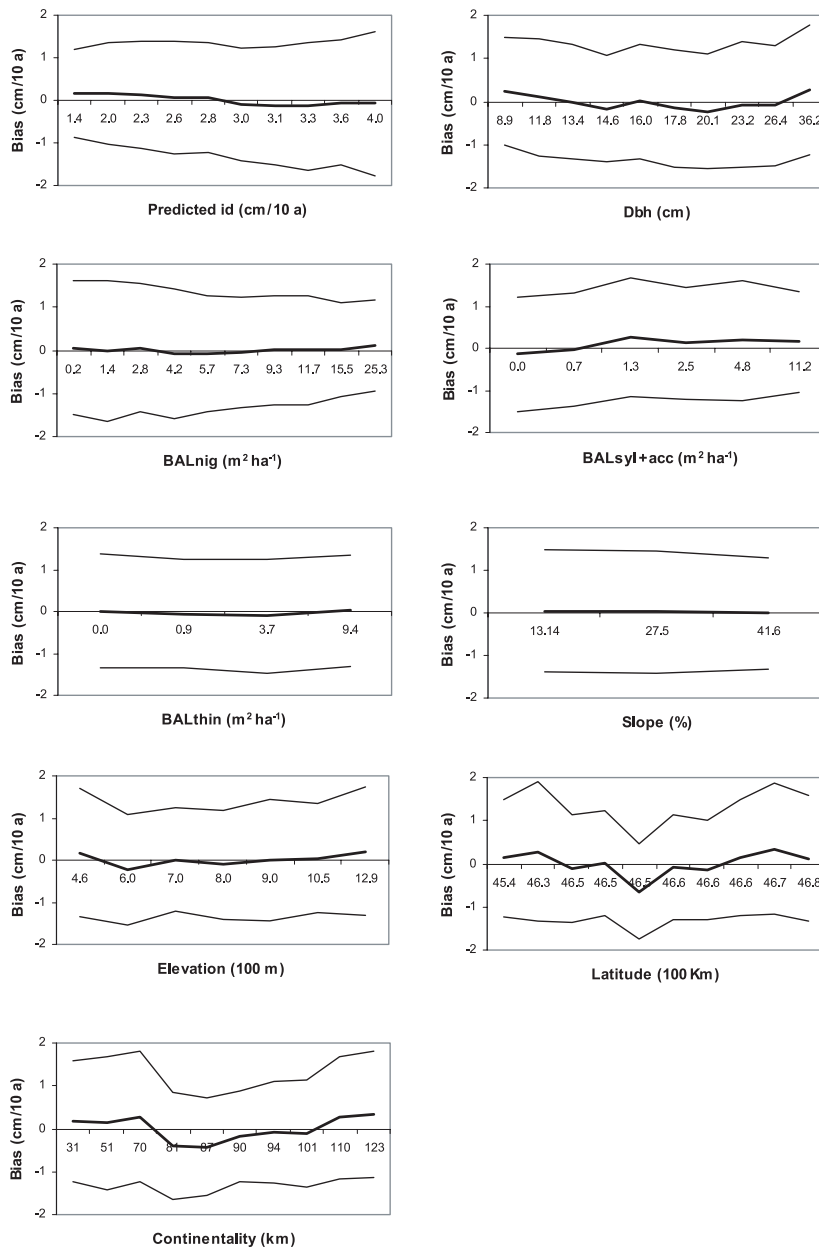 2
1
0
-1
-2
Bias (cm/10 a)
1.4 2.0 2.3 2.6 2.8 3.0 3.1 3.3 3.6 4.0
Predicted id (cm/10 a)
2
1
0
-1
-2
Bias (cm/10 a)
8.9 11.8 13.4 14.6 16.0 17.8 20.1 23.2 26.4 36.2
Dbh (cm)
2
1
0
-1
-2
Bias (cm/10 a)
0.2 1.4 2.8 4.2 5.7 7.3 9.3 11.7 15.5 25.3
BALnig (m² ha⁻¹)
2
1
0
-1
-2
Bias (cm/10 a)
0.0 0.7 1.3 2.5 4.8 11.2
BALsyl+acc (m² ha⁻¹)
2
1
0
-1
-2
Bias (cm/10 a)
0.0 0.9 3.7 9.4
BALthin (m² ha⁻¹)
2
1
0
-1
-2
Bias (cm/10 a)
13.14 27.5 41.6
Slope (%)
2
1
0
-1
-2
Bias (cm/10 a)
4.6 6.0 7.0 8.0 9.0 10.5 12.9
Elevation (100 m)
2
1
0
-1
-2
Bias (cm/10 a)
45.4 46.3 46.5 46.5 46.5 46.6 46.6 46.6 46.7 46.8
Latitude (100 Km)
2
1
0
-1
-2
Bias (cm/10 a)
31 51 70 81 87 90 94 101 110 123
Continentality (km)